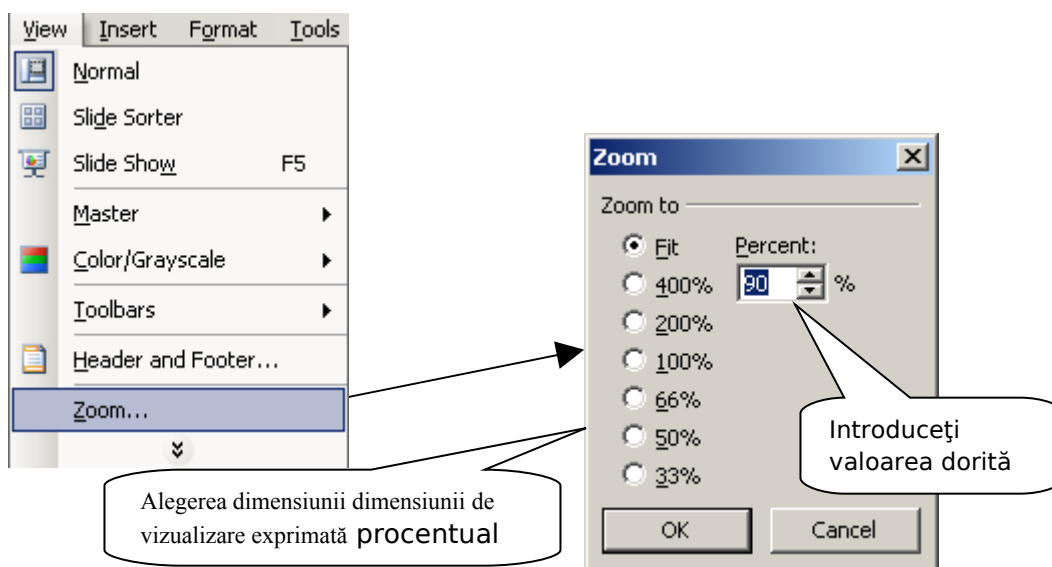 View Insert Format Tools
Normal
Slide Sorter
Slide Show F5
Master
Color/Grayscale
Toolbars
Header and Footer...
Zoom...
Zoom
Zoom to
Fit Percent:
400% 90 %
200%
100%
66%
50%
33%
OK Cancel
Introduceţi
valoarea dorită
Alegerea dimensiunii dimensiunii de
vizualizare exprimată procentual